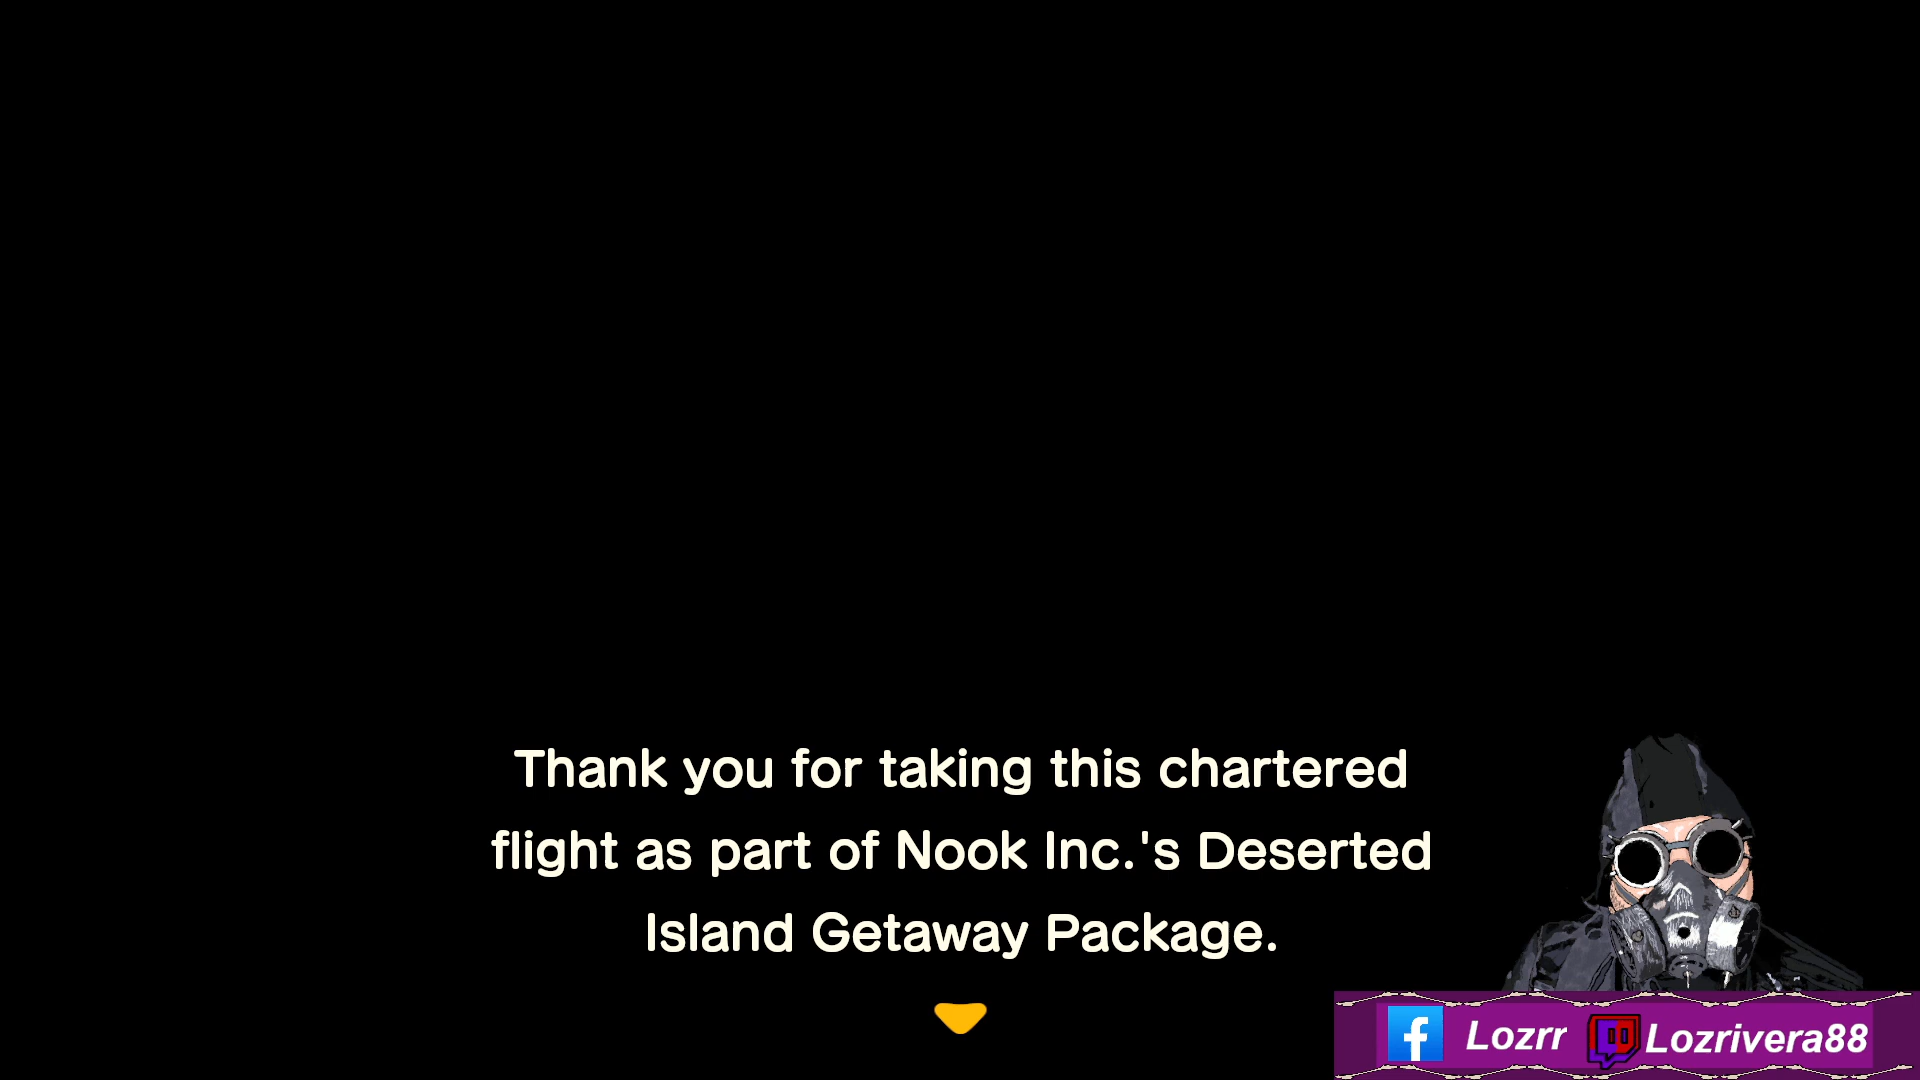 Thank you for taking this chartered
flight as part of Nook Inc.'s Deserted
Island Getaway Package.
Lozrr
Lozrivera88